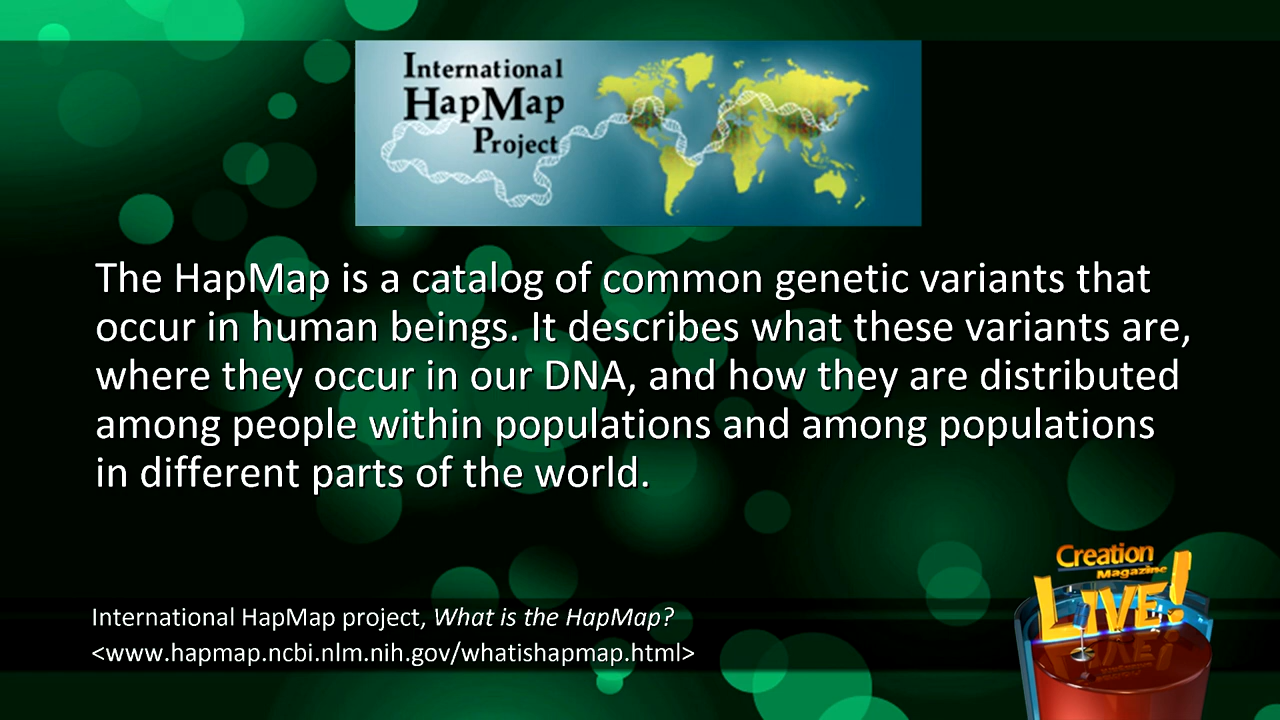 International
HapMap
Project
The HapMap is a catalog of common genetic variants that
occur in human beings. It describes what these variants are,
where they occur in our DNA, and how they are distributed
among people within populations and among populations
in different parts of the world.
International HapMap project, What is the HapMap?
<www.hapmap.ncbi.nlm.nih.gov/whatishapmap.html>
Creation
Magazine
LIVE!